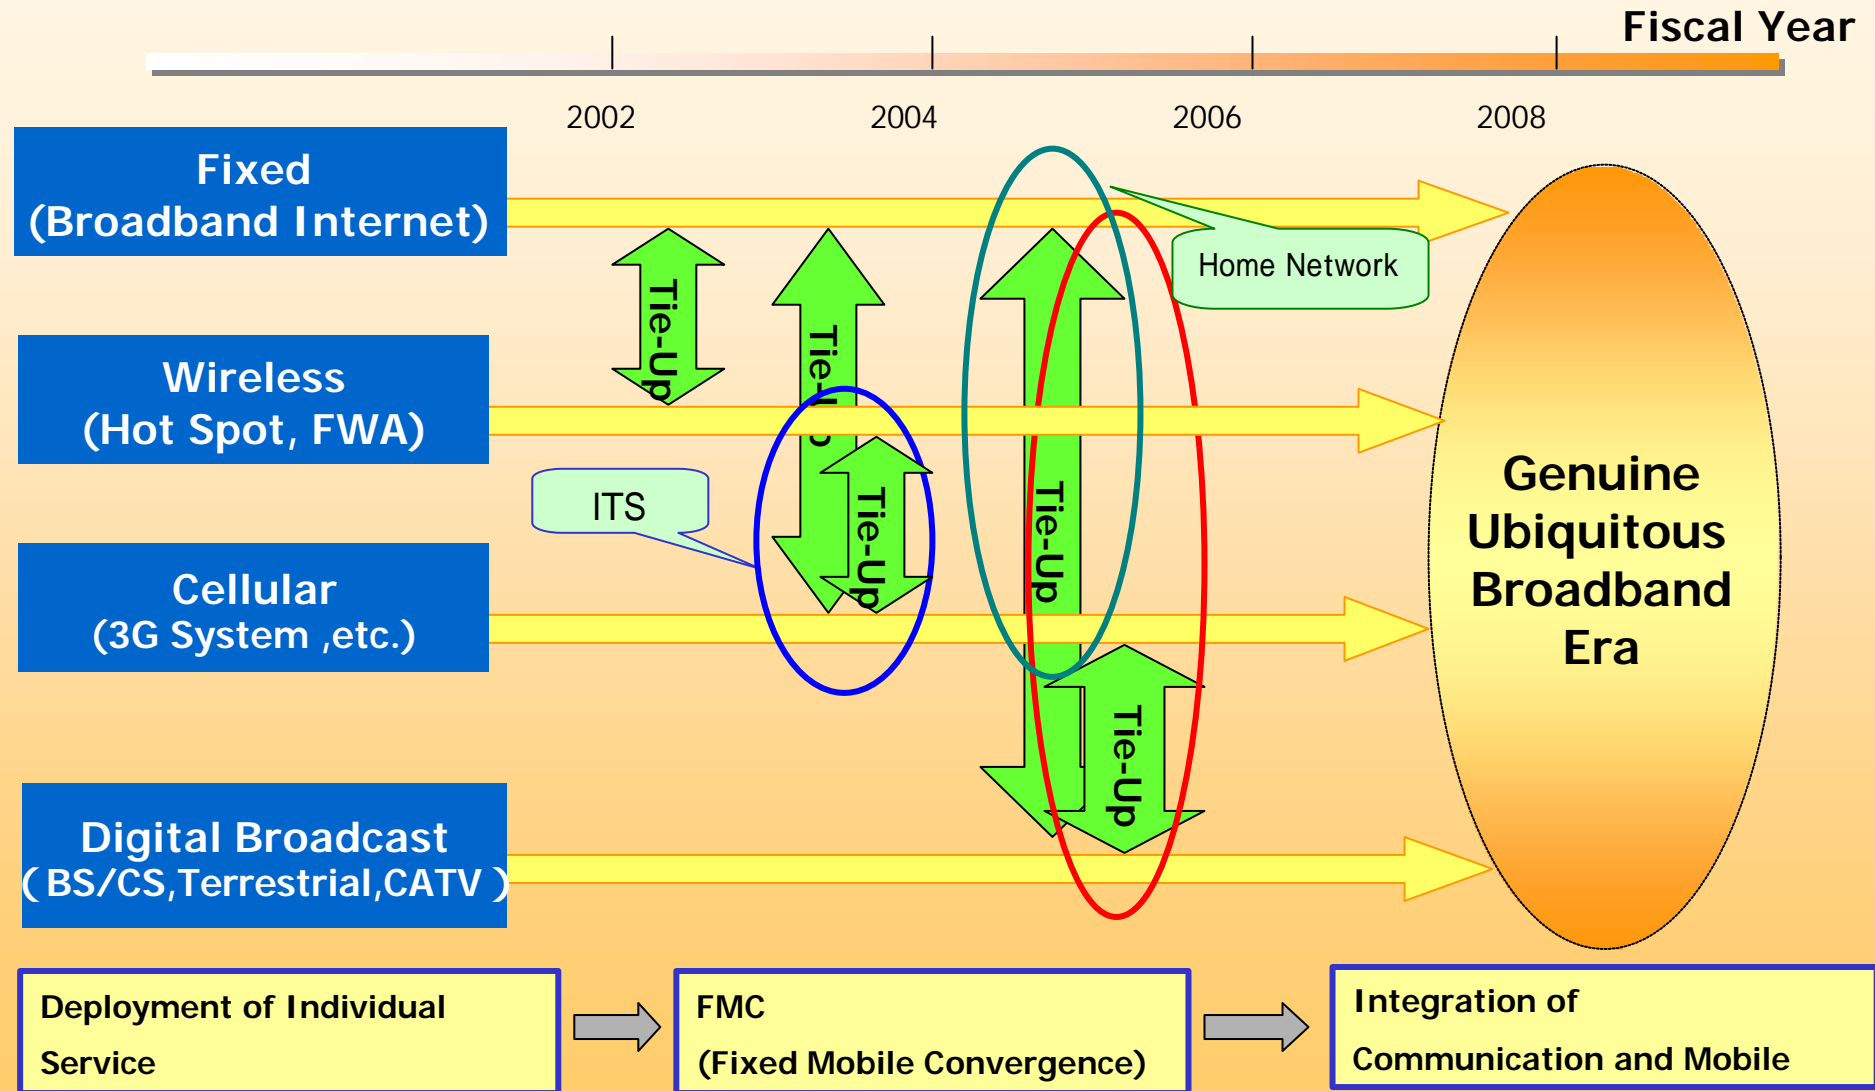 Fiscal Year
2002
2004
2006
2008
Fixed
(Broadband Internet)
Home Network
Tie-Up
Tie-Up
Wireless
(Hot Spot, FWA)
Tie-Up
Tie-Up
ITS
Cellular
(3G System ,etc.)
Tie-Up
Digital Broadcast
( BS/CS,Terrestrial,CATV )
Genuine
Ubiquitous
Broadband
Era
Deployment of Individual
Service
FMC
(Fixed Mobile Convergence)
Integration of
Communication and Mobile